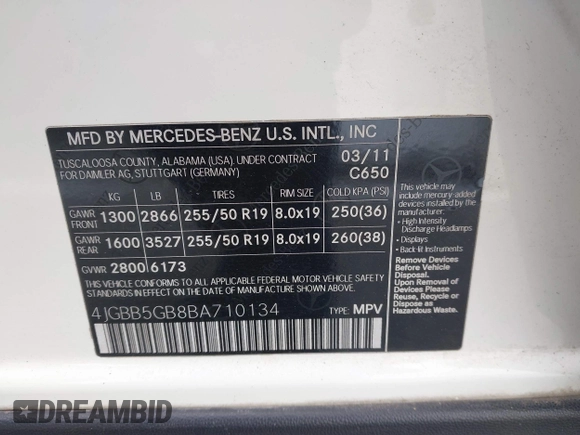 MFD BY MERCEDES-BENZ U.S. INTL., INC
TUSCALOOSA COUNTY, ALABAMA (USA). UNDER CONTRACT
FOR DAIMLER AG, STUTTGART (GERMANY)
03/11
C650
KG LB TIRES RIM SIZE COLD KPA (PSI)
GAWR FRONT 1300 2866 255/50 R19 8.0x19 250(36)
GAWR REAR 1600 3527 255/50 R19 8.0x19 260(38)
GVWR 2800 6173
THIS VEHICLE CONFORMS TO ALL APPLICABLE FEDERAL MOTOR VEHICLE SAFETY
AND THEFT PREVENTION STANDARDS IN EFFECT ON THE DATE OF MANUFACTURE SHOWN ABOVE.
4JGBB5GB8BA710134 TYPE: MPV
This vehicle may
include mercury
added devices
installed by
manufacturer:
• High Intensity
Discharge Headlamps
• Displays
• Back-lit Instruments
Remove Devices
Before Vehicle
Disposal.
Upon Removal
of Devices Please
Reuse, Recycle or
Dispose as
Hazardous Waste.
DREAMBID